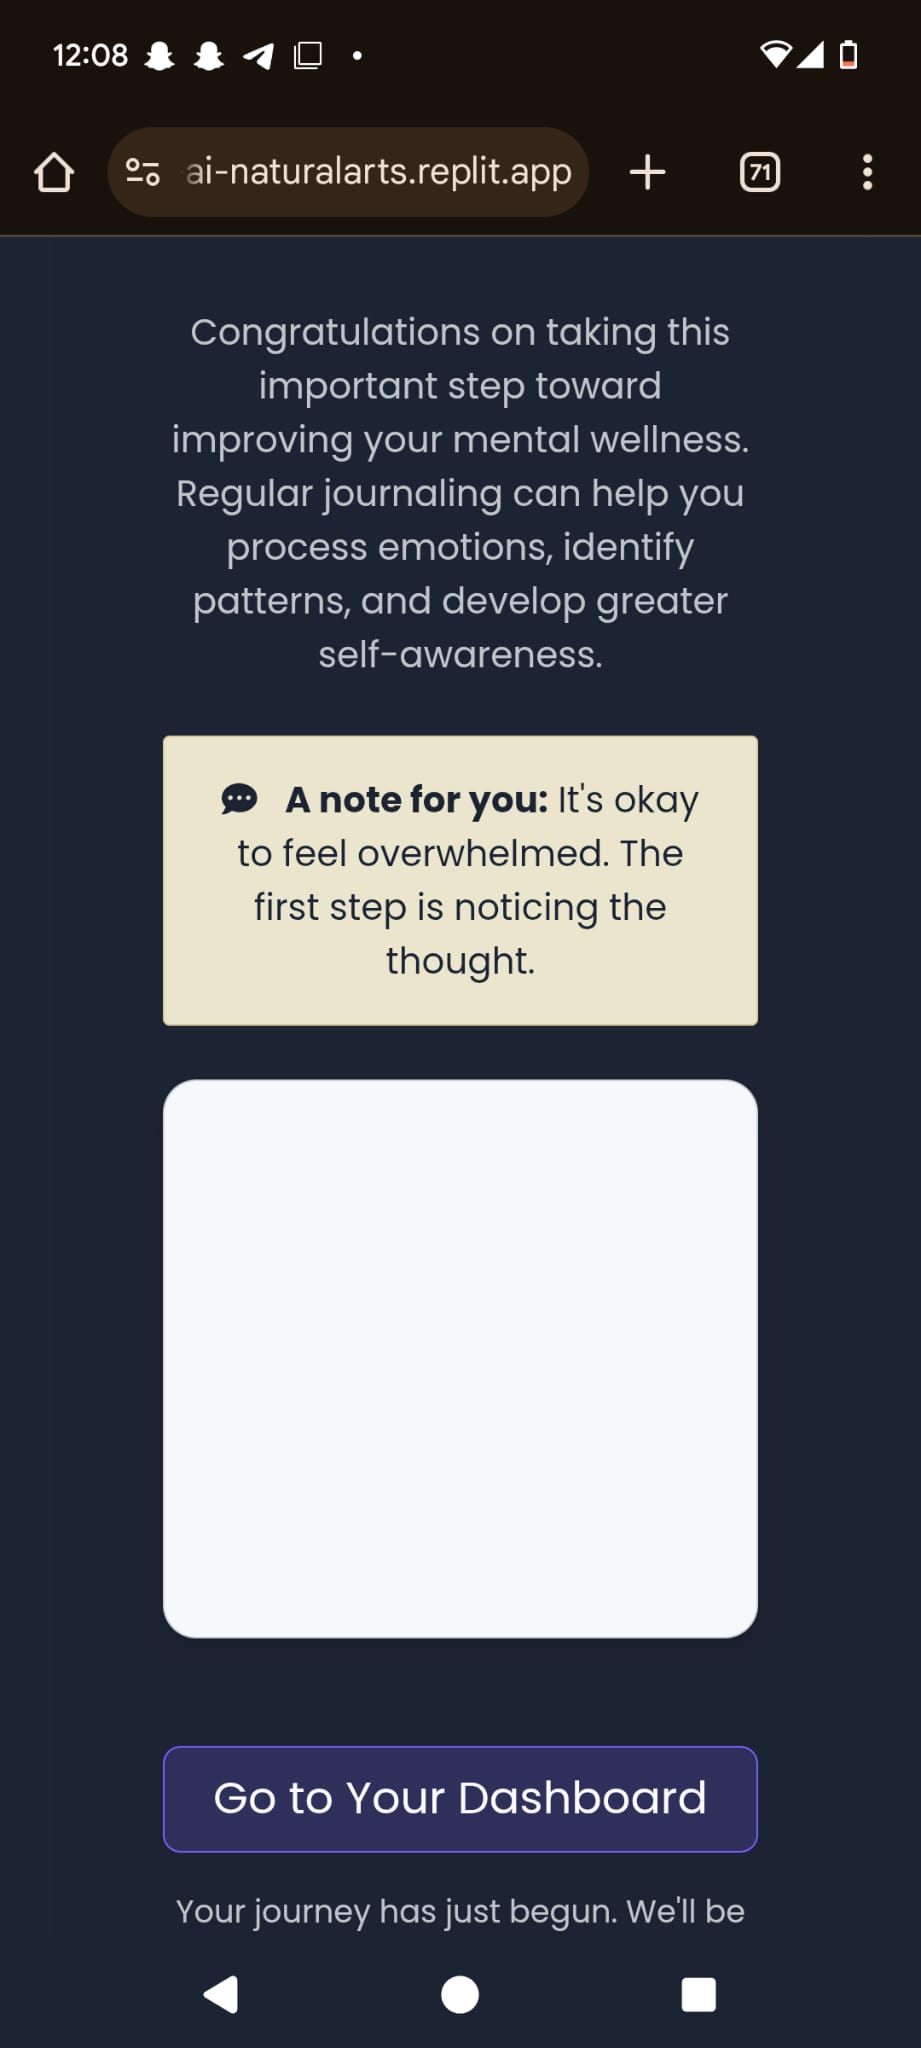 12:08
ai-naturalarts.replit.app
71
Congratulations on taking this
important step toward
improving your mental wellness.
Regular journaling can help you
process emotions, identify
patterns, and develop greater
self-awareness.
A note for you: It's okay
to feel overwhelmed. The
first step is noticing the
thought.
Go to Your Dashboard
Your journey has just begun. We'll be